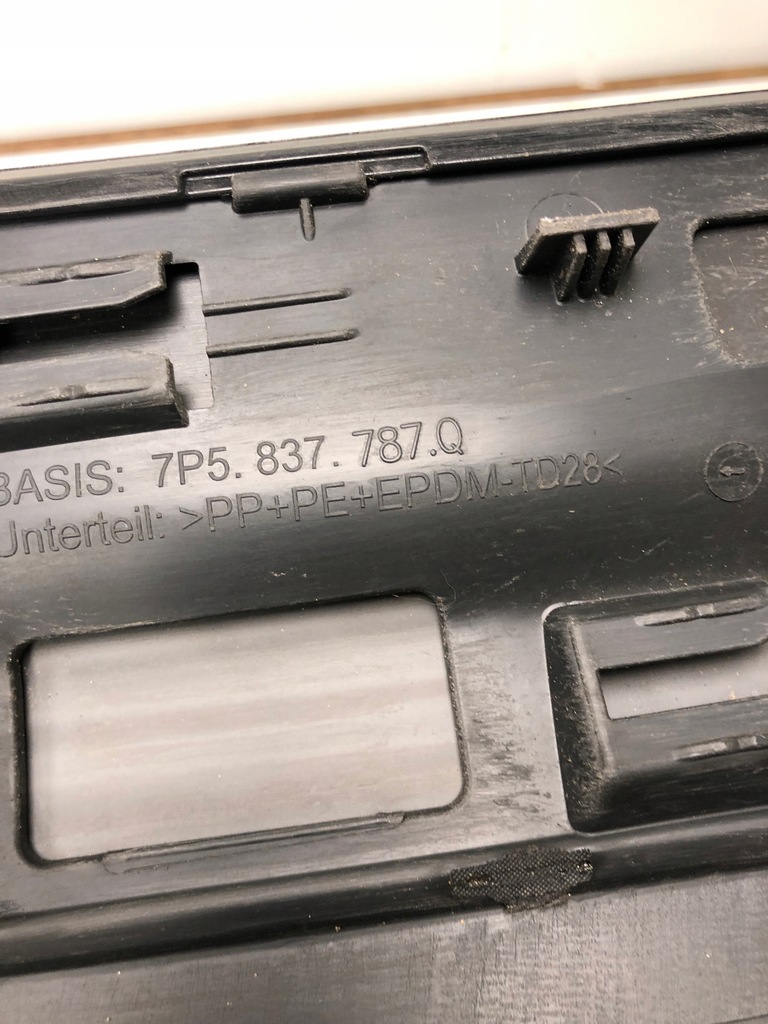 BASIS: 7P5. 837. 787.Q
Unterteil: >PP+PE+EPDM-TD28<